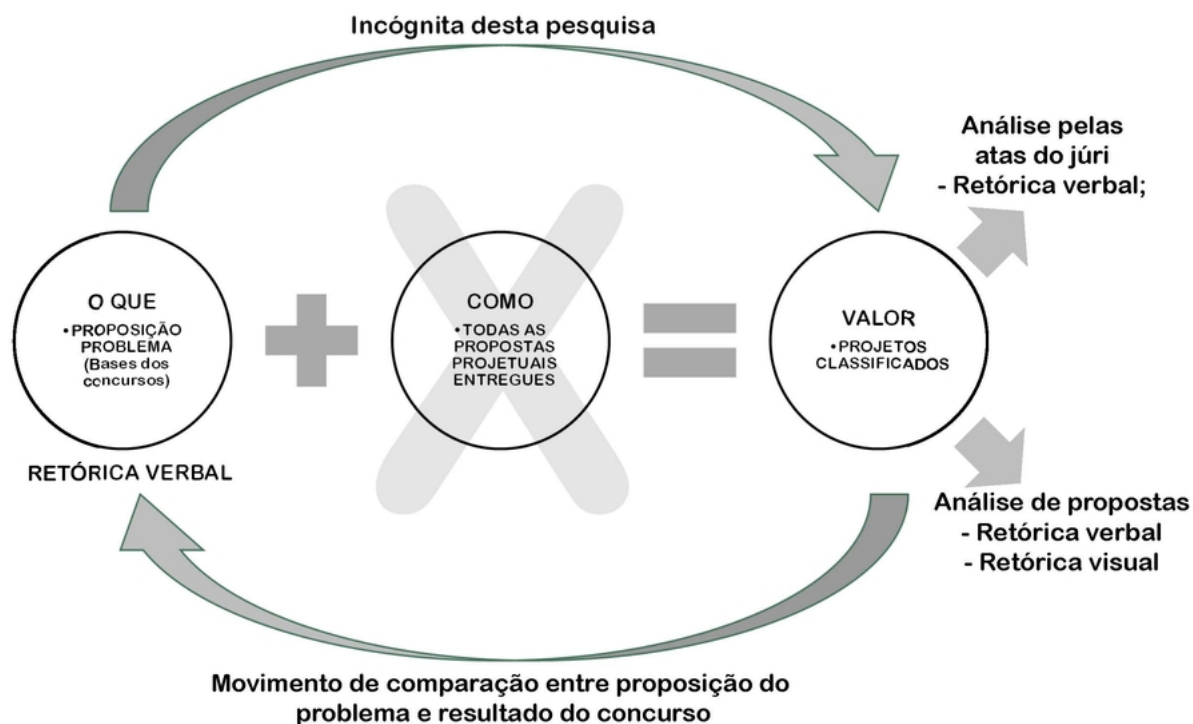 Incógnita desta pesquisa
Análise pelas
atas do júri
- Retórica verbal;
O QUE
•PROPOSIÇÃO
PROBLEMA
(Bases dos
concursos)
COMO
•TODAS AS
PROPOSTAS
PROJETUAIS
ENTREGUES
VALOR
•PROJETOS
CLASSIFICADOS
RETÓRICA VERBAL
Análise de propostas
- Retórica verbal
- Retórica visual
Movimento de comparação entre proposição do
problema e resultado do concurso